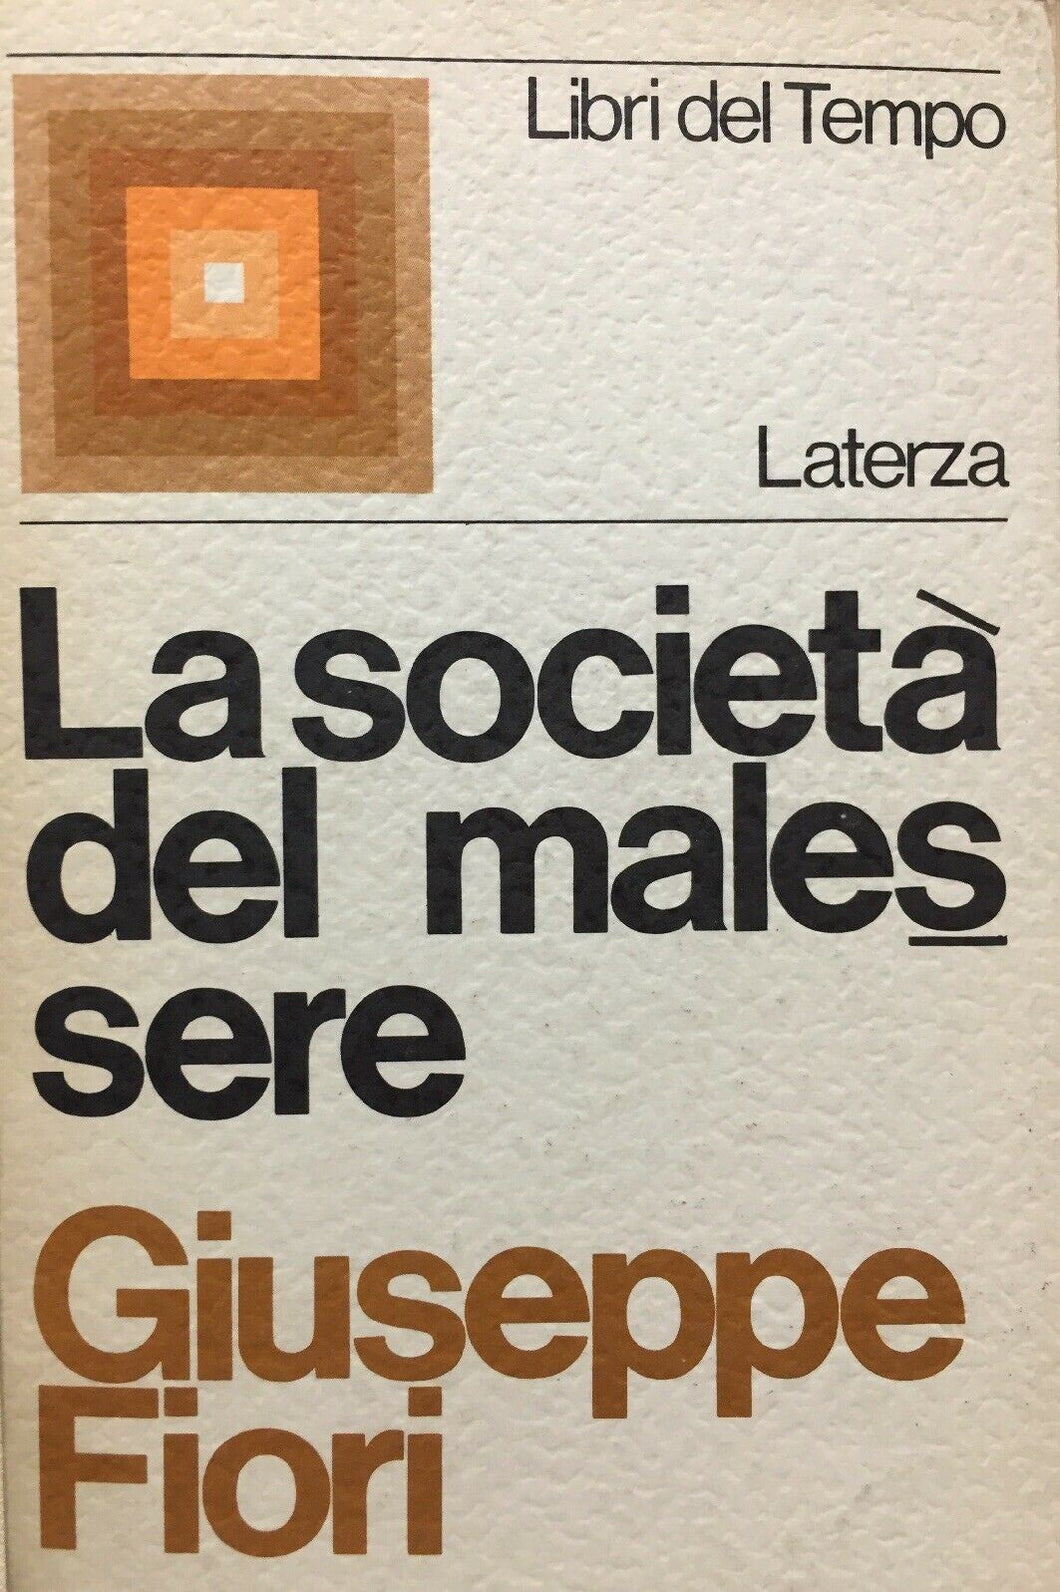 Libri del Tempo
Laterza
La società
del males
sere
Giuseppe
Fiori